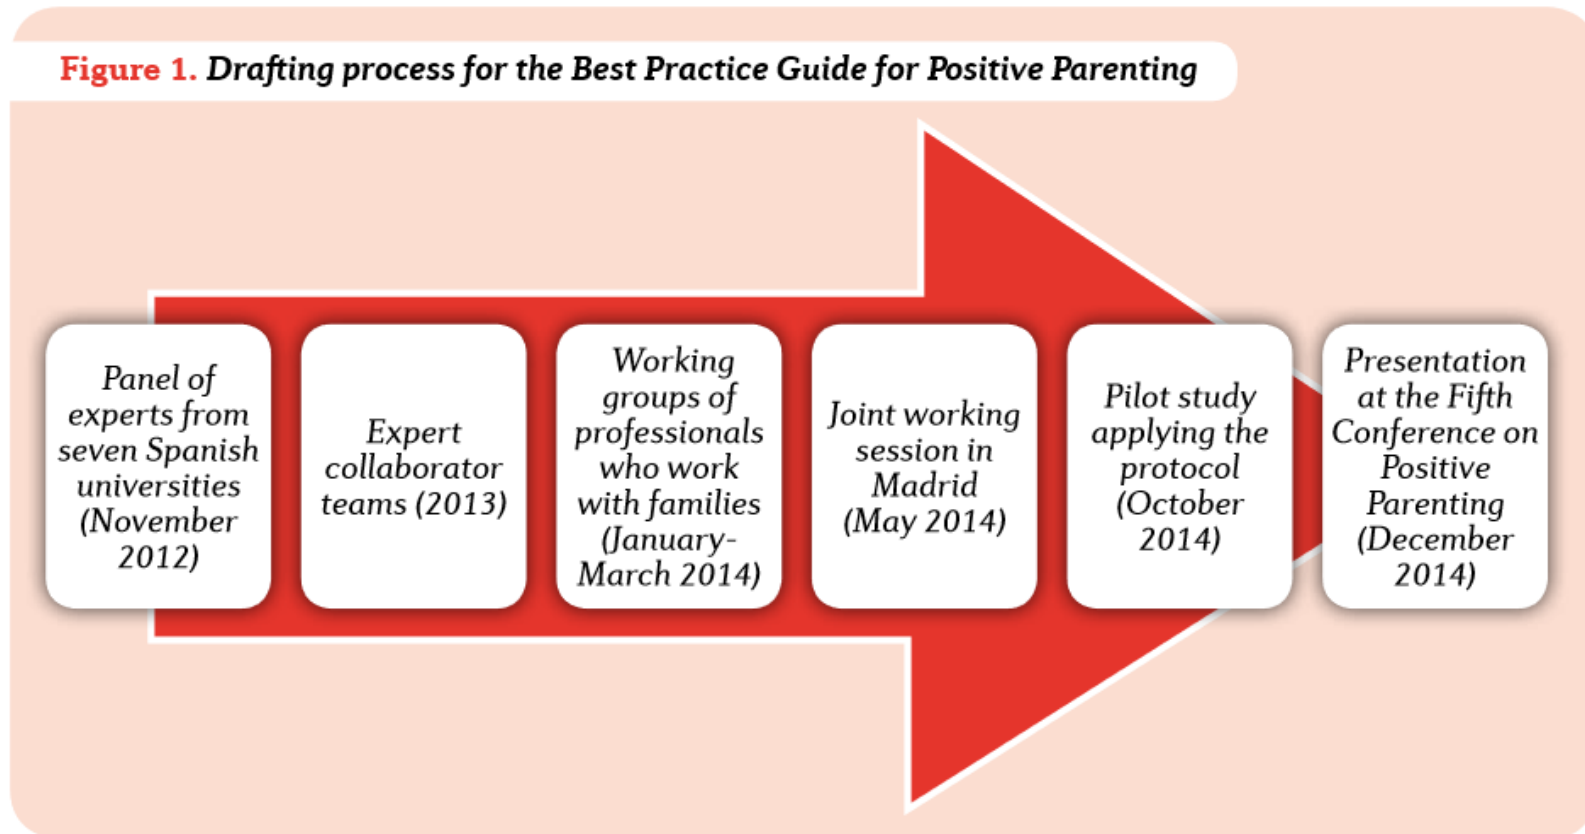 Figure 1. Drafting process for the Best Practice Guide for Positive Parenting
Panel of
experts from
seven Spanish
universities
(November
2012)
Expert
collaborator
teams (2013)
Working
groups of
professionals
who work
with families
(January-
March 2014)
Joint working
session in
Madrid
(May 2014)
Pilot study
applying the
protocol
(October
2014)
Presentation
at the Fifth
Conference on
Positive
Parenting
(December
2014)